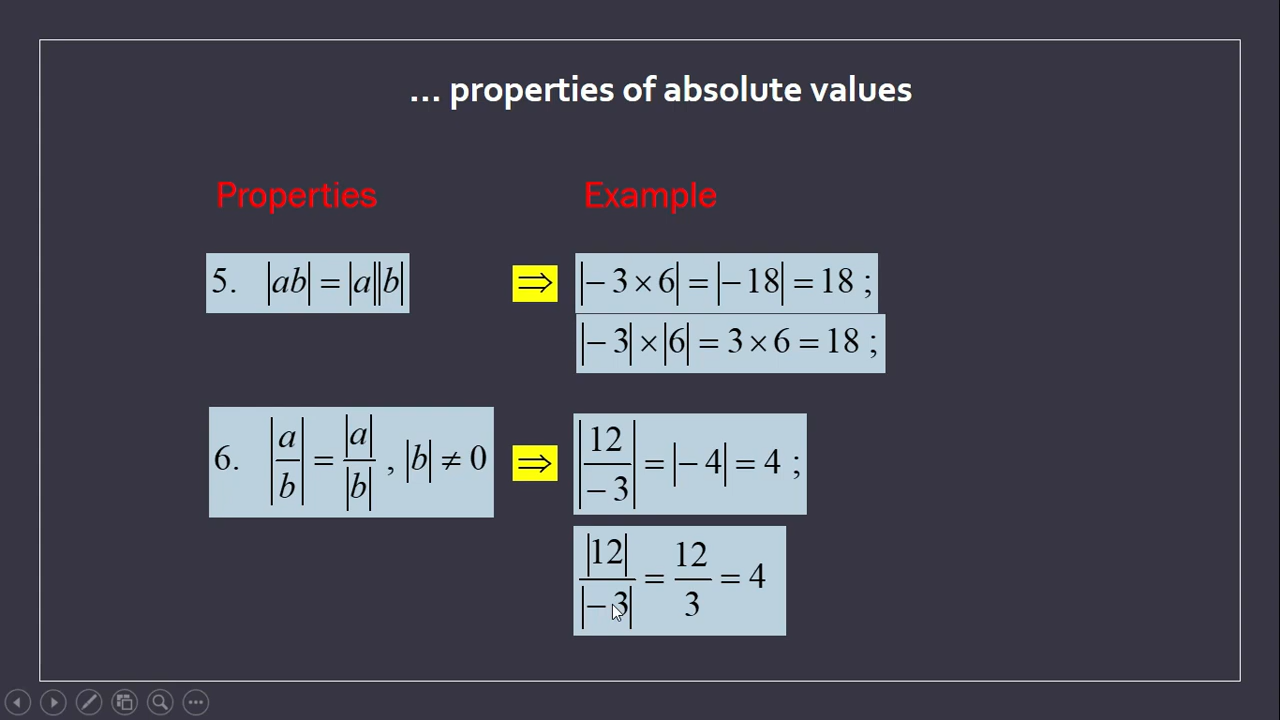 ... properties of absolute values
Properties Example
5. |ab| = |a||b| ⇒ |−3×6| = |−18| = 18 ;
|−3| × |6| = 3×6 = 18 ;
6. |a/b| = |a|/|b| , |b| ≠ 0 ⇒ |12/−3| = |−4| = 4 ;
|12|/|−3| = 12/3 = 4